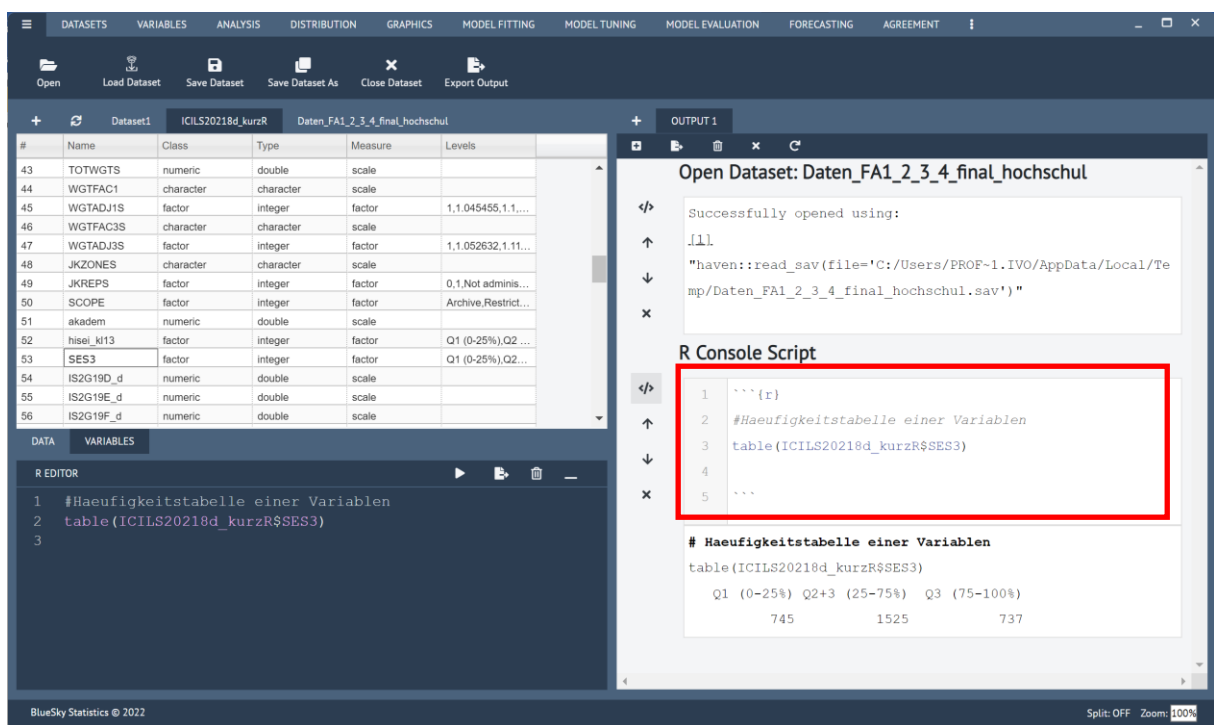 DATASETS VARIABLES ANALYSIS DISTRIBUTION GRAPHICS MODEL FITTING MODEL TUNING MODEL EVALUATION FORECASTING AGREEMENT
Open Load Dataset Save Dataset Save Dataset As Close Dataset Export Output
Dataset1 ICILS20218d_kurzR Daten_FA1_2_3_4_final_hochschul
# Name Class Type Measure Levels
43 TOTWGTS numeric double scale
44 WGTFAC1 character character scale
45 WGTADJ1S factor integer factor 1,1.045455,1.1,...
46 WGTFAC3S character character scale
47 WGTADJ3S factor integer factor 1,1.052632,1.11...
48 JKZONES character character scale
49 JKREPS factor integer factor 0,1,Not adminis...
50 SCOPE factor integer factor Archive,Restrict...
51 akadem numeric double scale
52 hisei_kl13 factor integer factor Q1 (0-25%),Q2 ...
53 SES3 factor integer factor Q1 (0-25%),Q2...
54 IS2G19D_d numeric double scale
55 IS2G19E_d numeric double scale
56 IS2G19F_d numeric double scale
DATA VARIABLES
R EDITOR
1 #Haeufigkeitstabelle einer Variablen
2 table(ICILS20218d_kurzR$SES3)
3
OUTPUT 1
Open Dataset: Daten_FA1_2_3_4_final_hochschul
Successfully opened using:
[1]
"haven::read_sav(file='C:/Users/PROF~1.IVO/AppData/Local/Te
mp/Daten_FA1_2_3_4_final_hochschul.sav')"
R Console Script
1 ```{r}
2 #Haeufigkeitstabelle einer Variablen
3 table(ICILS20218d_kurzR$SES3)
4
5 ```
# Haeufigkeitstabelle einer Variablen
table(ICILS20218d_kurzR$SES3)
Q1 (0-25%) Q2+3 (25-75%) Q3 (75-100%)
745 1525 737
BlueSky Statistics © 2022
Split: OFF Zoom: 100%